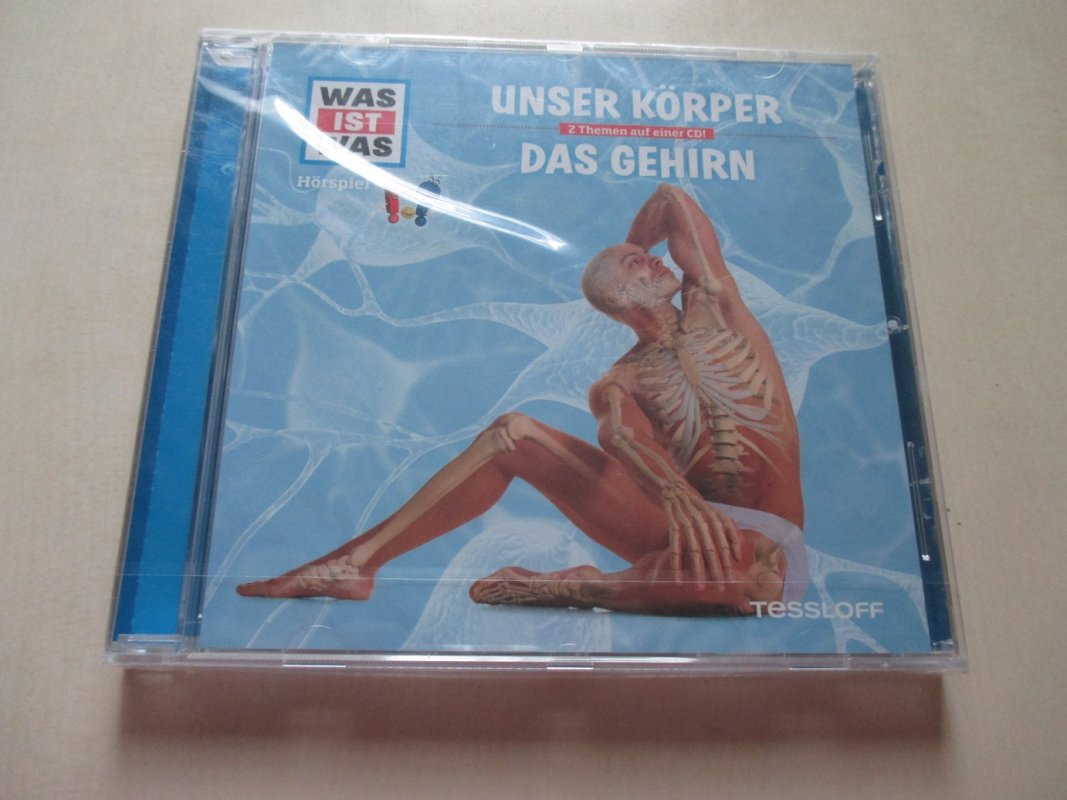 WAS
IST
WAS
Hörspiel
UNSER KÖRPER
2 Themen auf einer CD!
DAS GEHIRN
TESSLOFF